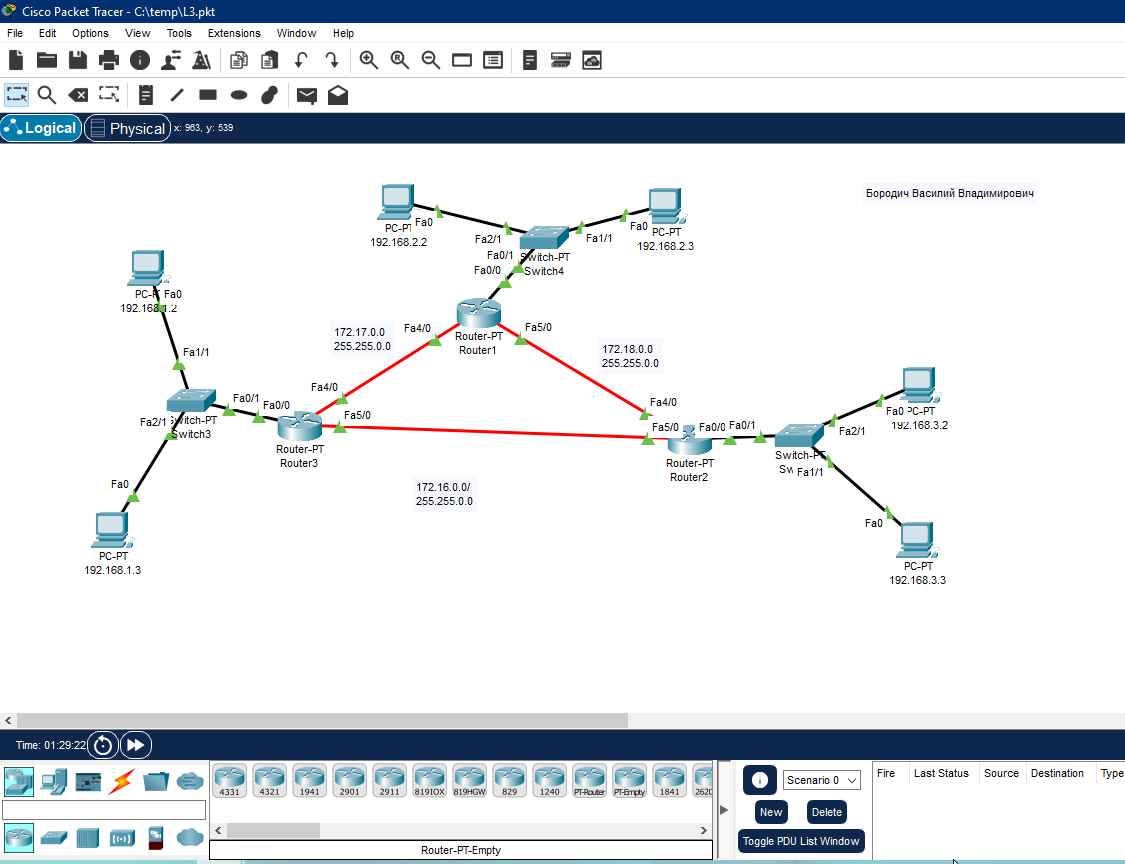 Cisco Packet Tracer - C:\temp\L3.pkt
File Edit Options View Tools Extensions Window Help
Logical Physical x: 963, y: 539
Бородич Василий Владимирович
PC-PT
192.168.2.2
Fa0
Fa2/1
Fa0/1
Fa0/0
Switch-PT
Switch4
Fa1/1
Fa0
PC-PT
192.168.2.3
Fa0
192.168.1.2
Fa1/1
Router-PT
Router1
Fa4/0
Fa5/0
172.17.0.0
255.255.0.0
172.18.0.0
255.255.0.0
Fa2/1
Switch-PT
Switch3
Fa0/1
Fa0/0
Fa4/0
Fa5/0
Router-PT
Router3
Fa4/0
Fa5/0
Fa0/0
Fa0/1
Router-PT
Router2
Switch-PT
Fa1/1
Fa2/1
Fa0
PC-PT
192.168.3.2
172.16.0.0/
255.255.0.0
Fa0
PC-PT
192.168.1.3
Fa0
PC-PT
192.168.3.3
Time: 01:29:22
4331 4321 1941 2901 2911 819IOX 819HGW 829 1240 PT-Router PT-Empty 1841
Router-PT-Empty
Scenario 0
New Delete
Toggle PDU List Window
Fire Last Status Source Destination Type